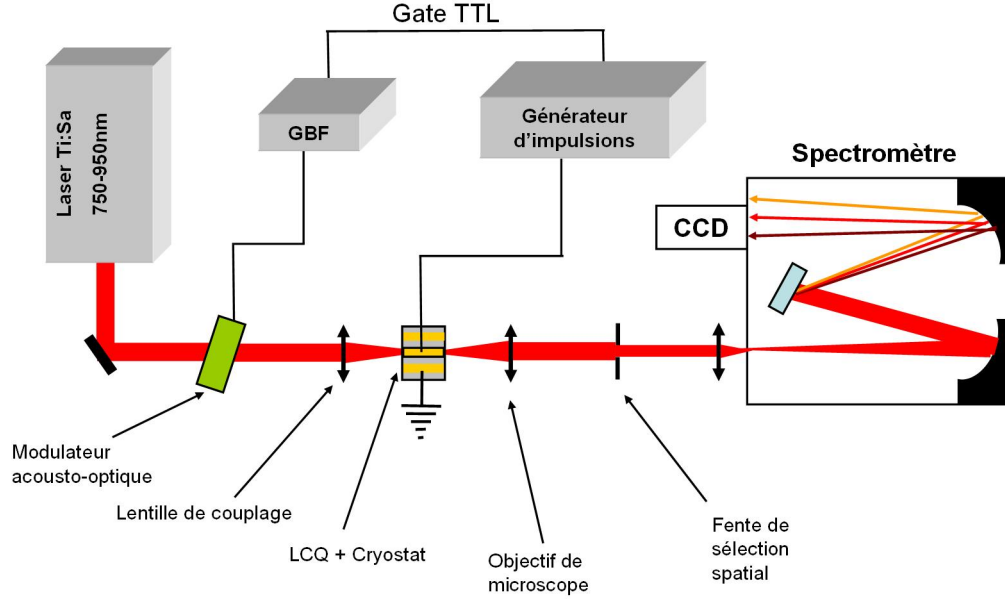 Gate TTL
Laser Ti:Sa
750-950nm
GBF
Générateur
d'impulsions
Spectromètre
CCD
Modulateur
acousto-optique
Lentille de couplage
LCQ + Cryostat
Objectif de
microscope
Fente de
sélection
spatial